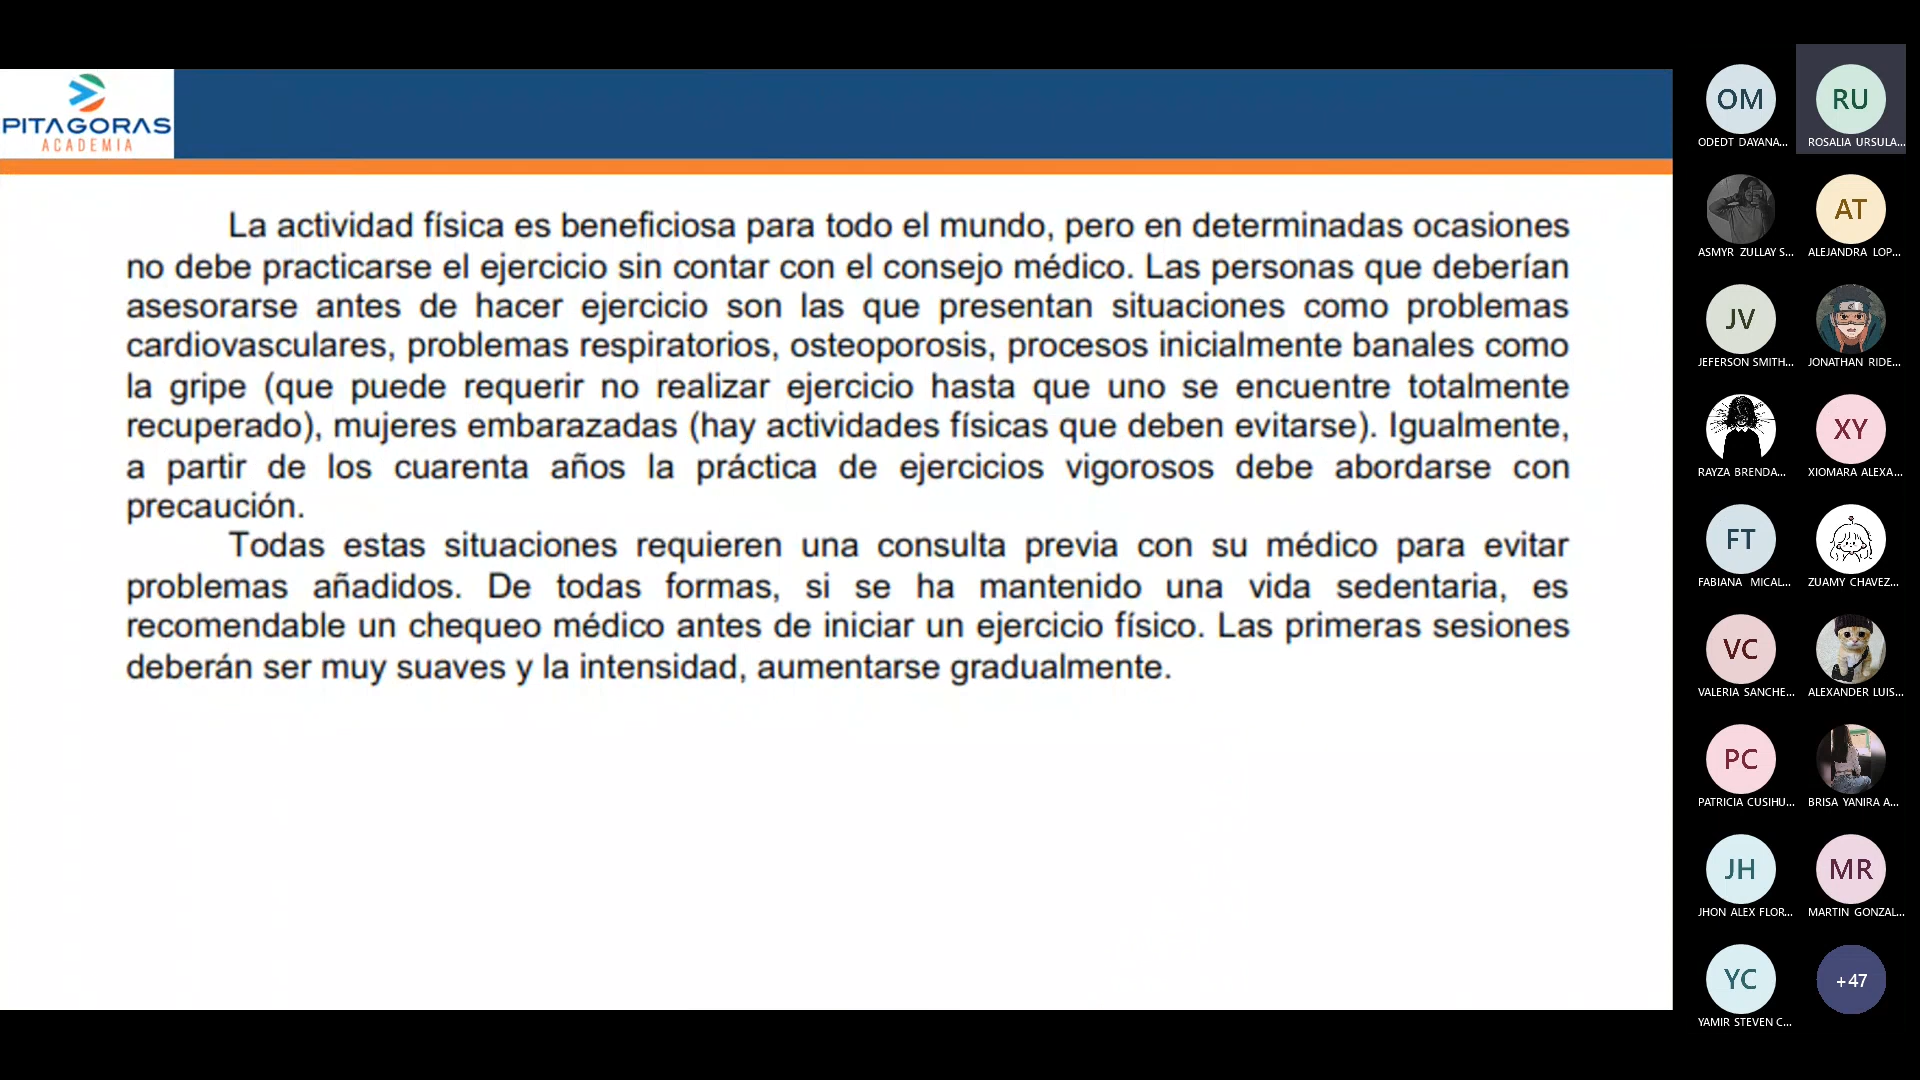 PITAGORAS
ACADEMIA
La actividad física es beneficiosa para todo el mundo, pero en determinadas ocasiones
no debe practicarse el ejercicio sin contar con el consejo médico. Las personas que deberían
asesorarse antes de hacer ejercicio son las que presentan situaciones como problemas
cardiovasculares, problemas respiratorios, osteoporosis, procesos inicialmente banales como
la gripe (que puede requerir no realizar ejercicio hasta que uno se encuentre totalmente
recuperado), mujeres embarazadas (hay actividades físicas que deben evitarse). Igualmente,
a partir de los cuarenta años la práctica de ejercicios vigorosos debe abordarse con
precaución.
Todas estas situaciones requieren una consulta previa con su médico para evitar
problemas añadidos. De todas formas, si se ha mantenido una vida sedentaria, es
recomendable un chequeo médico antes de iniciar un ejercicio físico. Las primeras sesiones
deberán ser muy suaves y la intensidad, aumentarse gradualmente.
OM RU
ODEDT DAYANA... ROSALIA URSULA...
AT
ASMYR ZULLAY S... ALEJANDRA LOP...
JV
JEFERSON SMITH... JONATHAN RIDE...
XY
RAYZA BRENDA... XIOMARA ALEXA...
FT
FABIANA MICAL... ZUAMY CHAVEZ...
VC
VALERIA SANCHE... ALEXANDER LUIS...
PC
PATRICIA CUSIHU... BRISA YANIRA A...
JH MR
JHON ALEX FLOR... MARTIN GONZAL...
YC +47
YAMIR STEVEN C...